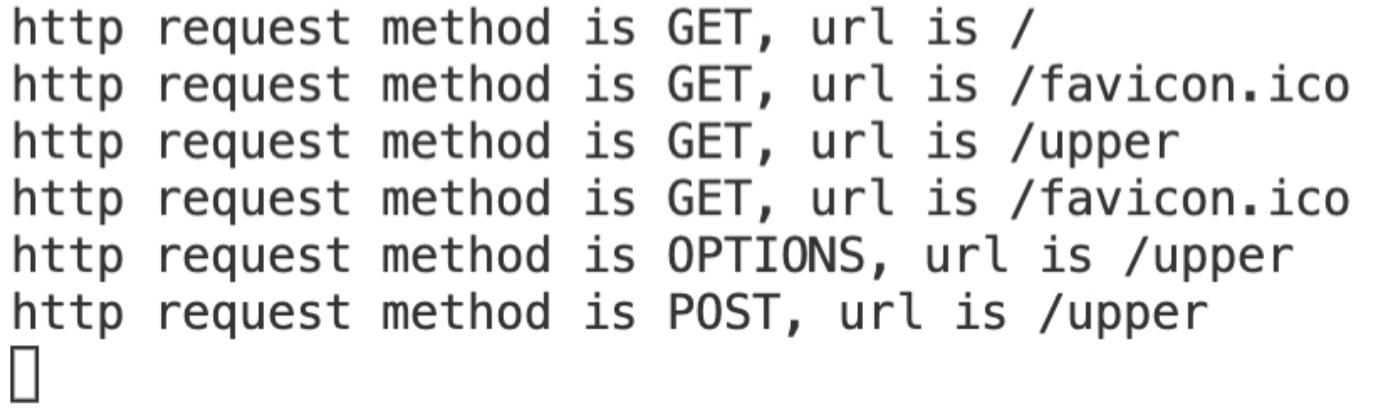 http request method is GET, url is /
http request method is GET, url is /favicon.ico
http request method is GET, url is /upper
http request method is GET, url is /favicon.ico
http request method is OPTIONS, url is /upper
http request method is POST, url is /upper